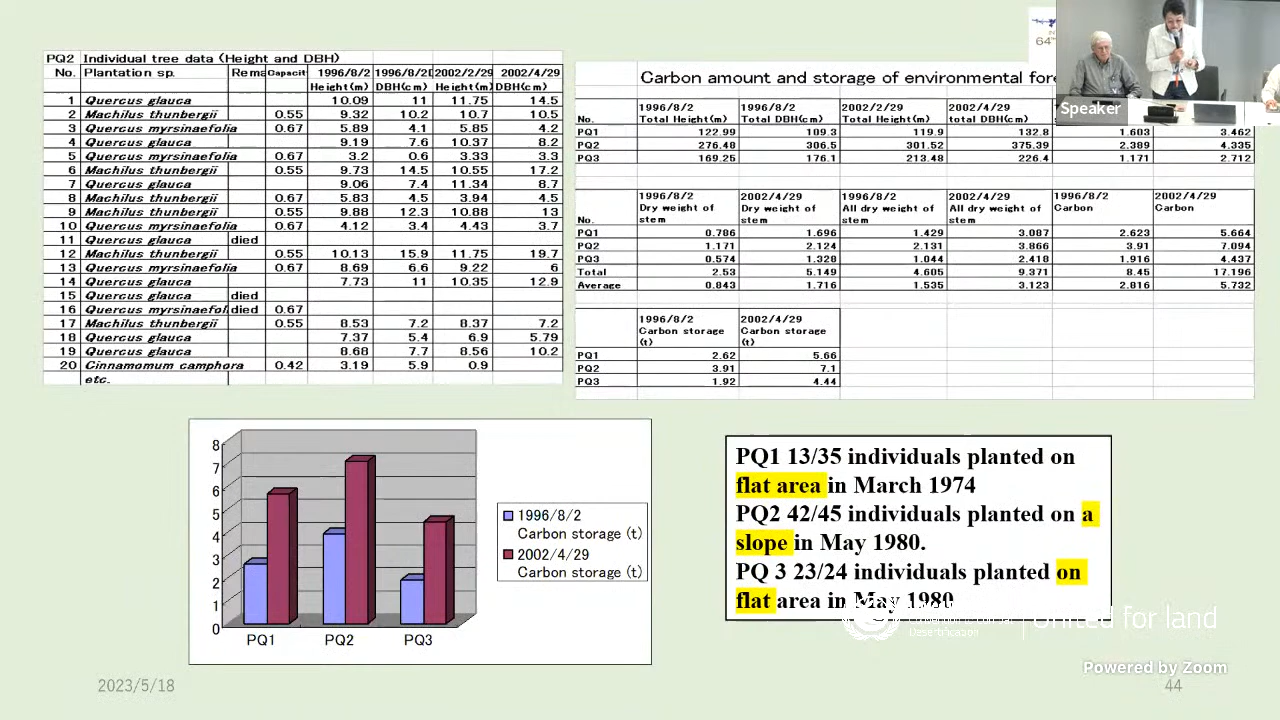 PQ2 Individual tree data (Height and DBH)
No. Plantation sp. Rema Capacit 1996/8/2 1996/8/2 2002/2/29 2002/4/29
Height(m) DBH(cm) Height(m) DBH(cm)
1 Quercus glauca 10.09 11 11.75 14.5
2 Machilus thunbergii 0.55 9.32 10.2 10.7 10.5
3 Quercus myrsinaefolia 0.67 5.89 4.1 5.85 4.2
4 Quercus glauca 9.19 7.6 10.37 8.2
5 Quercus myrsinaefolia 0.67 3.2 0.6 3.33 3.3
6 Machilus thunbergii 0.55 9.73 14.5 10.55 17.2
7 Quercus glauca 9.06 7.4 11.34 8.7
8 Machilus thunbergii 0.67 5.83 4.5 3.94 4.5
9 Machilus thunbergii 0.55 9.88 12.3 10.88 13
10 Quercus myrsinaefolia 0.67 4.12 3.4 4.43 3.7
11 Quercus glauca died
12 Machilus thunbergii 0.55 10.13 15.9 11.75 19.7
13 Quercus myrsinaefolia 0.67 8.69 6.6 9.22 6
14 Quercus glauca 7.73 11 10.35 12.9
15 Quercus glauca died
16 Quercus myrsinaefol died 0.67
17 Machilus thunbergii 0.55 8.53 7.2 8.37 7.2
18 Quercus glauca 7.37 5.4 6.9 5.79
19 Quercus glauca 8.68 7.7 8.56 10.2
20 Cinnamomum camphora 0.42 3.19 5.9 0.9
etc.
64
Speaker
Carbon amount and storage of environmental fore
1996/8/2 1996/8/2 2002/2/29 2002/4/29
No. Total Height(m) Total DBH(cm) Total Height(m) total DBH(cm)
PQ1 122.99 109.3 119.9 132.8 1.603 3.462
PQ2 276.48 306.5 301.52 375.39 2.389 4.335
PQ3 169.25 176.1 213.48 226.4 1.171 2.712
1996/8/2 2002/4/29 1996/8/2 2002/4/29 1996/8/2 2002/4/29
Dry weight of Dry weight of All dry weight of All dry weight of Carbon Carbon
No. stem stem stem stem
PQ1 0.786 1.696 1.429 3.087 2.623 5.664
PQ2 1.171 2.124 2.131 3.866 3.91 7.094
PQ3 0.574 1.328 1.044 2.418 1.916 4.437
Total 2.53 5.149 4.605 9.371 8.45 17.196
Average 0.843 1.716 1.535 3.123 2.816 5.732
1996/8/2 2002/4/29
Carbon storage Carbon storage
(t) (t)
PQ1 2.62 5.66
PQ2 3.91 7.1
PQ3 1.92 4.44
8
7
6
5
4
3
2
1
0
PQ1 PQ2 PQ3
1996/8/2
Carbon storage (t)
2002/4/29
Carbon storage (t)
PQ1 13/35 individuals planted on
flat area in March 1974
PQ2 42/45 individuals planted on a
slope in May 1980.
PQ 3 23/24 individuals planted on
flat area in May 1980
United for land
Desertification
Powered by Zoom
2023/5/18
44